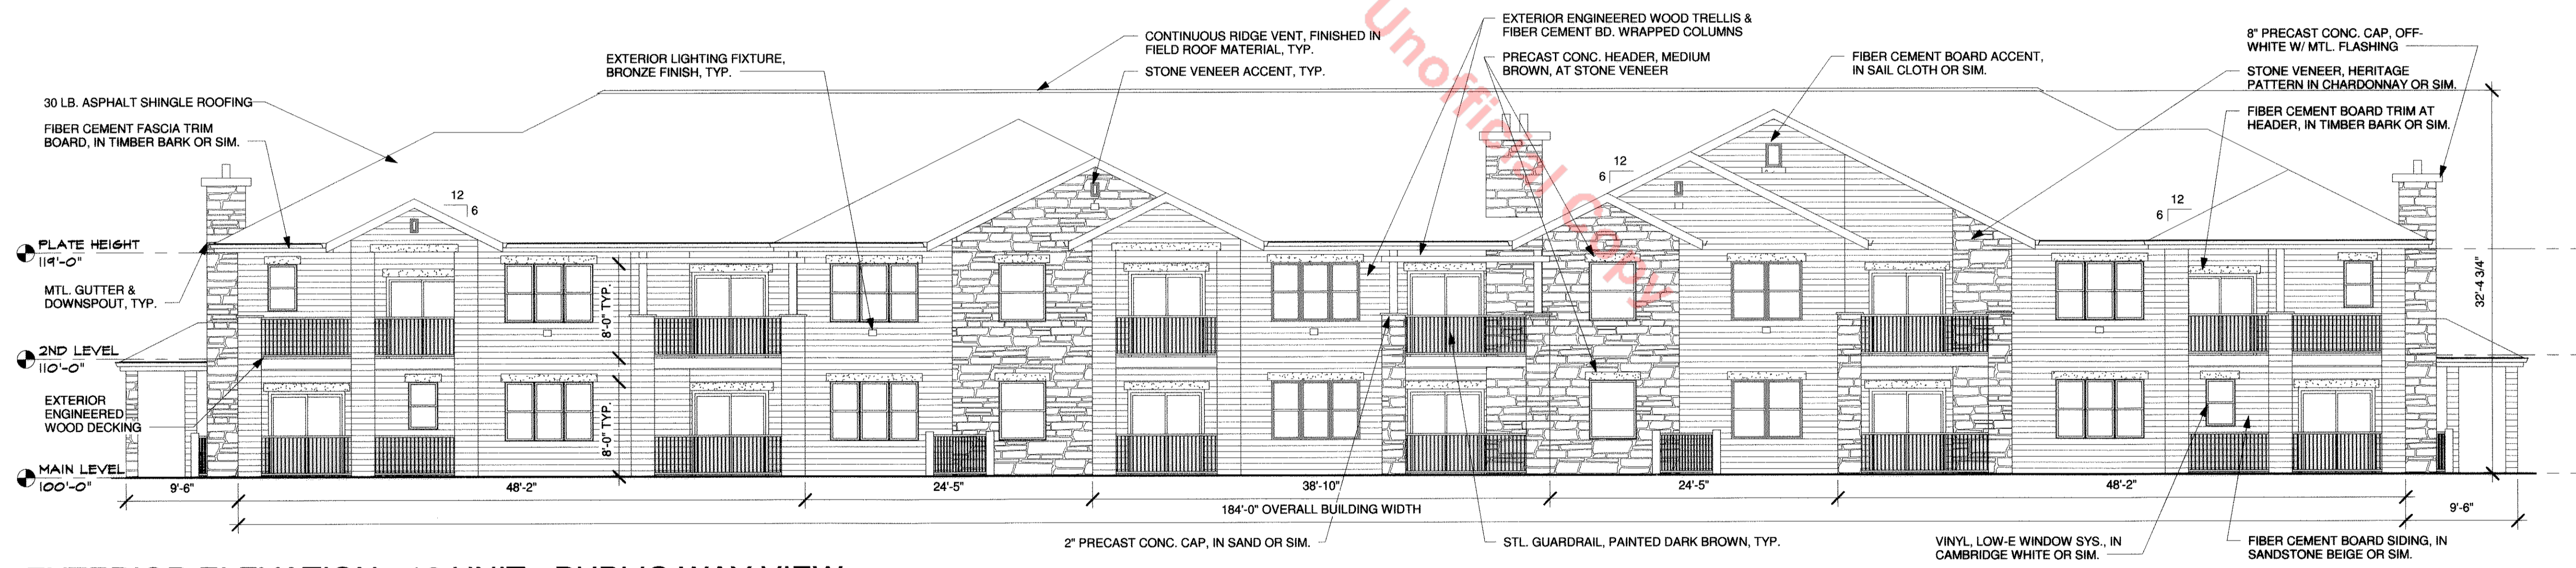 EXTERIOR ENGINEERED WOOD TRELLIS &
FIBER CEMENT BD. WRAPPED COLUMNS
CONTINUOUS RIDGE VENT, FINISHED IN
FIELD ROOF MATERIAL, TYP.
STONE VENEER ACCENT, TYP.
EXTERIOR LIGHTING FIXTURE,
BRONZE FINISH, TYP.
PRECAST CONC. HEADER, MEDIUM
BROWN, AT STONE VENEER
FIBER CEMENT BOARD ACCENT,
IN SAIL CLOTH OR SIM.
8" PRECAST CONC. CAP, OFF-
WHITE W/ MTL. FLASHING
STONE VENEER, HERITAGE
PATTERN IN CHARDONNAY OR SIM.
FIBER CEMENT BOARD TRIM AT
HEADER, IN TIMBER BARK OR SIM.
30 LB. ASPHALT SHINGLE ROOFING
FIBER CEMENT FASCIA TRIM
BOARD, IN TIMBER BARK OR SIM.
Unofficial Copy
12
6
12
6
12
6
PLATE HEIGHT
119'-0"
MTL. GUTTER &
DOWNSPOUT, TYP.
2ND LEVEL
110'-0"
EXTERIOR
ENGINEERED
WOOD DECKING
MAIN LEVEL
100'-0"
8'-0" TYP.
8'-0" TYP.
32'-4 3/4"
9'-6"
48'-2"
24'-5"
38'-10"
24'-5"
48'-2"
9'-6"
184'-0" OVERALL BUILDING WIDTH
2" PRECAST CONC. CAP, IN SAND OR SIM.
STL. GUARDRAIL, PAINTED DARK BROWN, TYP.
VINYL, LOW-E WINDOW SYS., IN
CAMBRIDGE WHITE OR SIM.
FIBER CEMENT BOARD SIDING, IN
SANDSTONE BEIGE OR SIM.